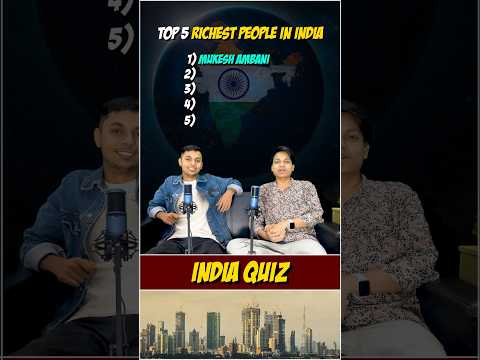 TOP 5 RICHEST PEOPLE IN INDIA
1) MUKESH AMBANI
2)
3)
4)
5)
INDIA QUIZ